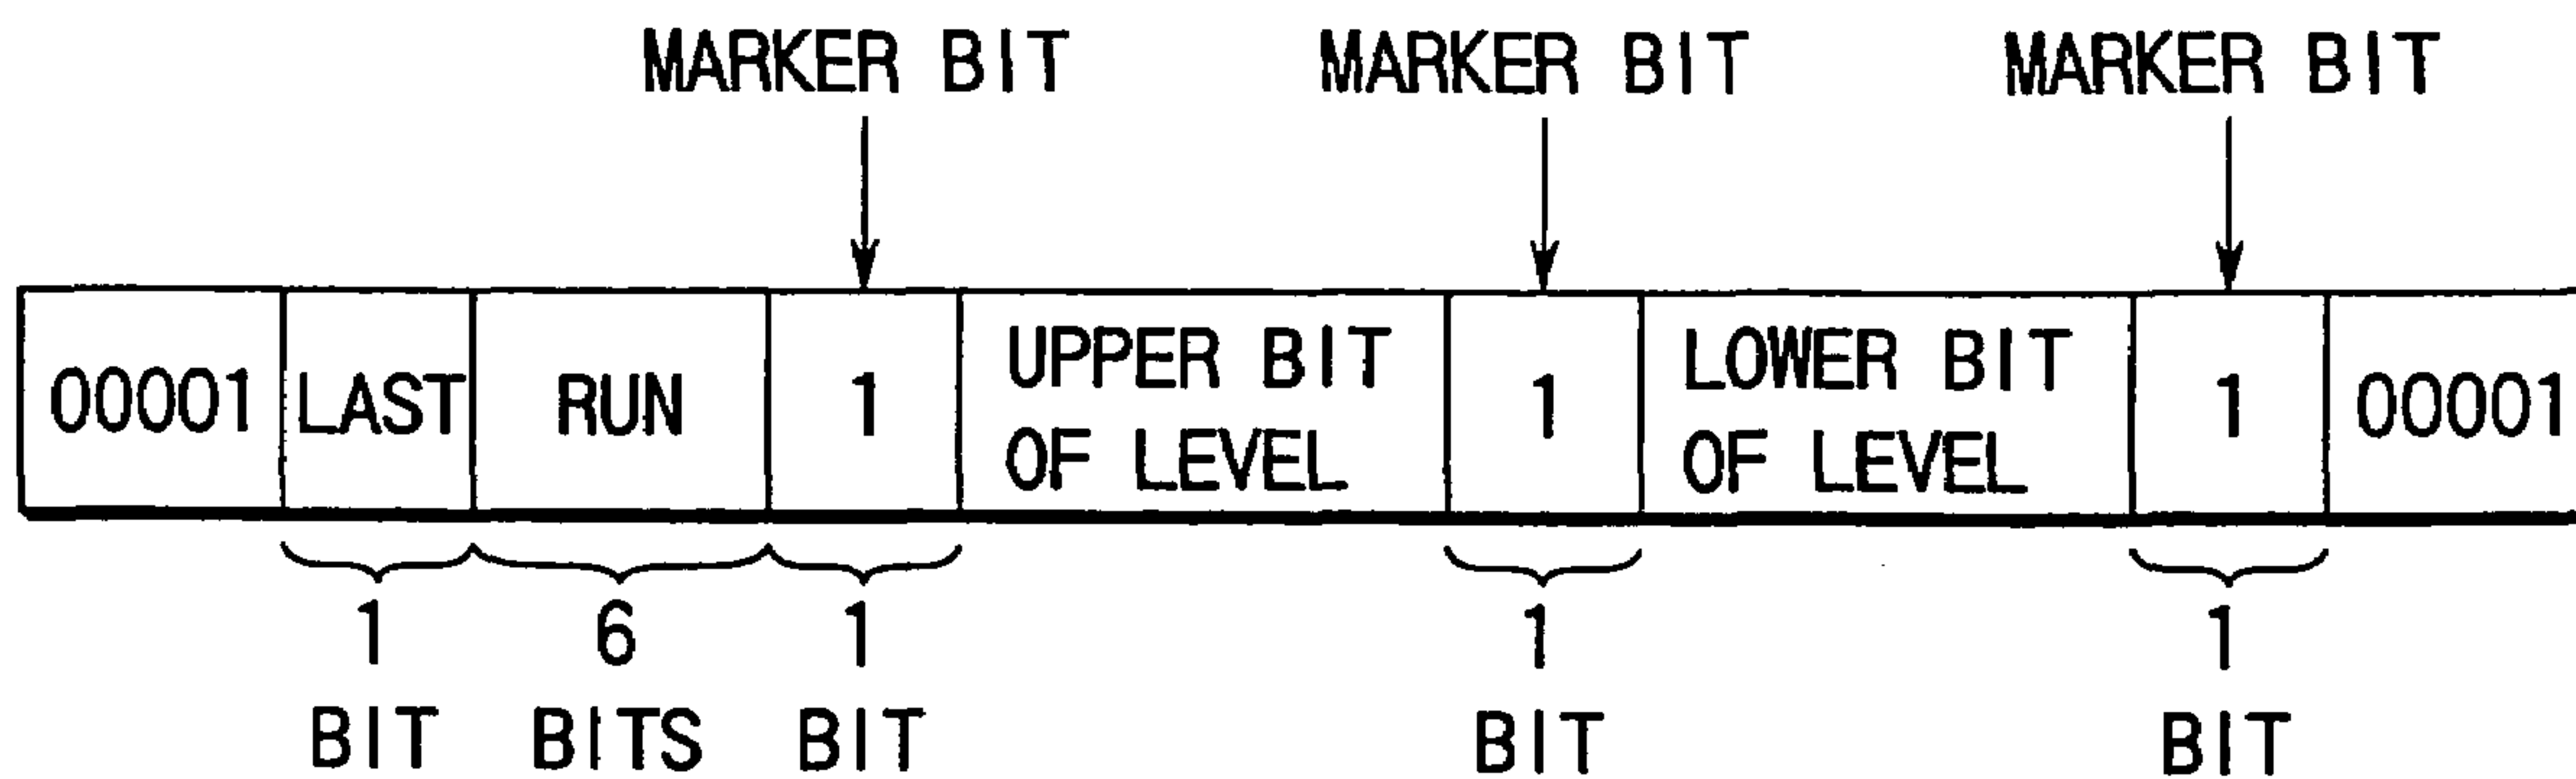 MARKER BIT MARKER BIT MARKER BIT
00001 LAST RUN 1 UPPER BIT OF LEVEL 1 LOWER BIT OF LEVEL 1 00001
1 6 1 1 1
BIT BITS BIT BIT BIT